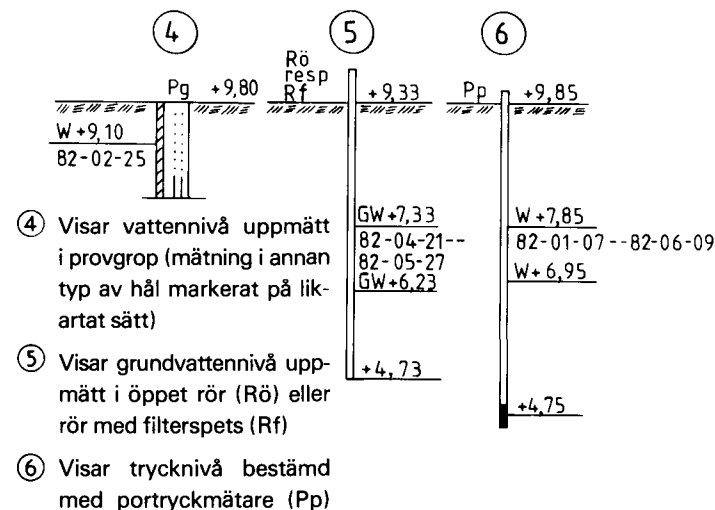 4 5 6
Rö
resp
Rf
Pg +9,80
+9,33
Pp +9,85
W +9,10
82-02-25
GW+7,33
82-04-21--
82-05-27
GW+6,23
+4,73
W +7,85
82-01-07--82-06-09
W+6,95
+4,75
4 Visar vattennivå uppmätt
i provgrop (mätning i annan
typ av hål markerat på lik-
artat sätt)
5 Visar grundvattennivå upp-
mätt i öppet rör (Rö) eller
rör med filterspets (Rf)
6 Visar trycknivå bestämd
med portryckmätare (Pp)